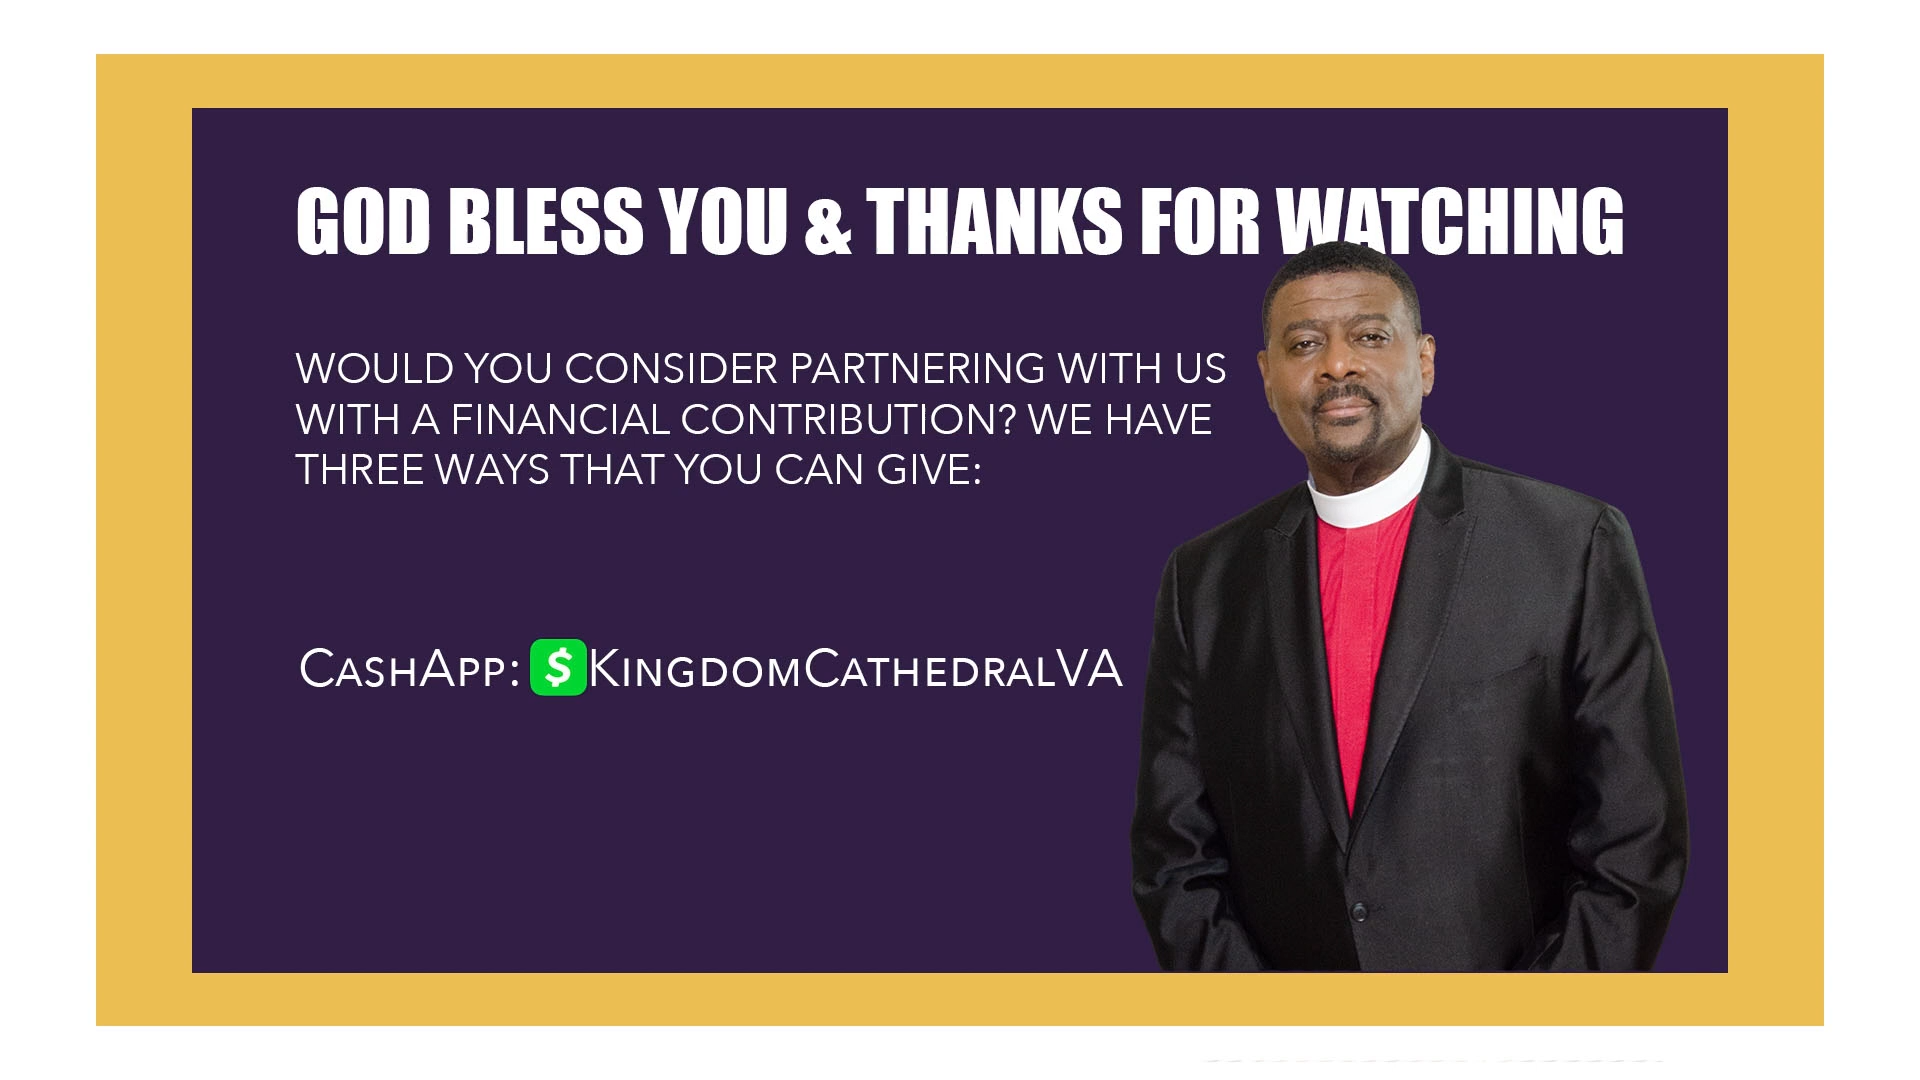 GOD BLESS YOU & THANKS FOR WATCHING
WOULD YOU CONSIDER PARTNERING WITH US
WITH A FINANCIAL CONTRIBUTION? WE HAVE
THREE WAYS THAT YOU CAN GIVE:
CASHAPP: $KINGDOMCATHEDRALVA